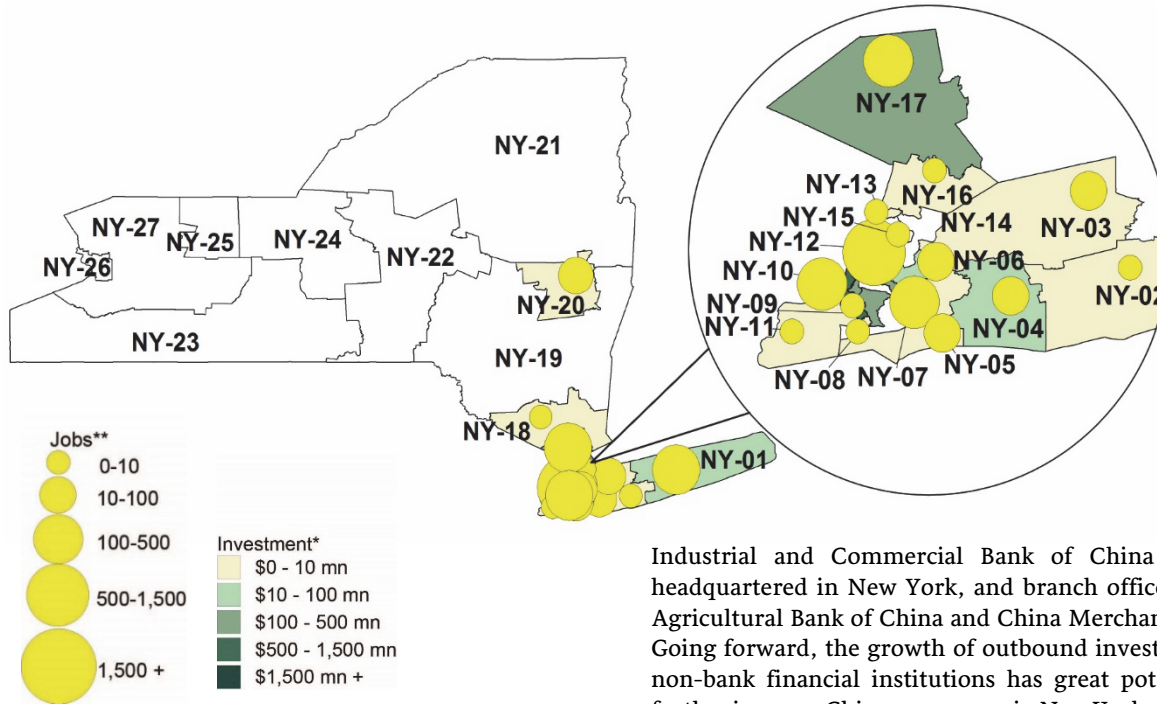 NY-21
NY-27
NY-25
NY-24
NY-22
NY-26
NY-20
NY-23
NY-19
NY-18
NY-01
NY-17
NY-13
NY-16
NY-15
NY-14
NY-03
NY-12
NY-06
NY-10
NY-02
NY-09
NY-04
NY-11
NY-05
NY-08
NY-07
Jobs**
0-10
10-100
100-500
500-1,500
1,500 +
Investment*
$0 - 10 mn
$10 - 100 mn
$100 - 500 mn
$500 - 1,500 mn
$1,500 mn +
Industrial and Commercial Bank of China
headquartered in New York, and branch office
Agricultural Bank of China and China Merchan
Going forward, the growth of outbound invest
non-bank financial institutions has great pot